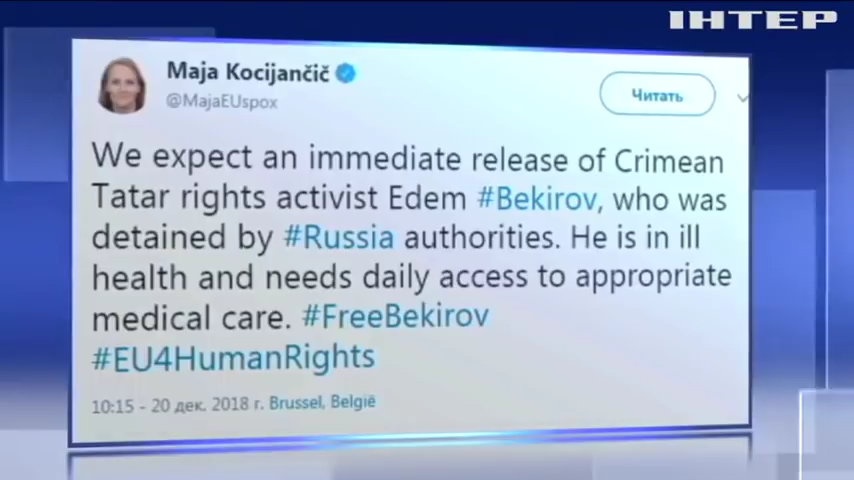 ІНТЕР
Maja Kocijančič
@MajaEUspox
Читать
We expect an immediate release of Crimean
Tatar rights activist Edem #Bekirov, who was
detained by #Russia authorities. He is in ill
health and needs daily access to appropriate
medical care. #FreeBekirov
#EU4HumanRights
10:15 - 20 дек. 2018 г. Brussel, België